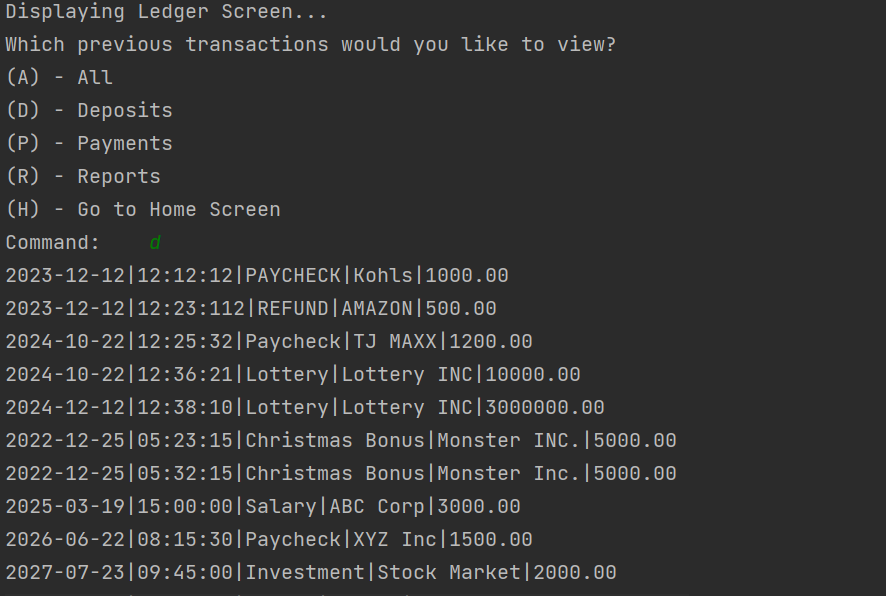 Displaying Ledger Screen...
Which previous transactions would you like to view?
(A) - All
(D) - Deposits
(P) - Payments
(R) - Reports
(H) - Go to Home Screen
Command:    d
2023-12-12|12:12:12|PAYCHECK|Kohls|1000.00
2023-12-12|12:23:112|REFUND|AMAZON|500.00
2024-10-22|12:25:32|Paycheck|TJ MAXX|1200.00
2024-10-22|12:36:21|Lottery|Lottery INC|10000.00
2024-12-12|12:38:10|Lottery|Lottery INC|3000000.00
2022-12-25|05:23:15|Christmas Bonus|Monster INC.|5000.00
2022-12-25|05:32:15|Christmas Bonus|Monster Inc.|5000.00
2025-03-19|15:00:00|Salary|ABC Corp|3000.00
2026-06-22|08:15:30|Paycheck|XYZ Inc|1500.00
2027-07-23|09:45:00|Investment|Stock Market|2000.00